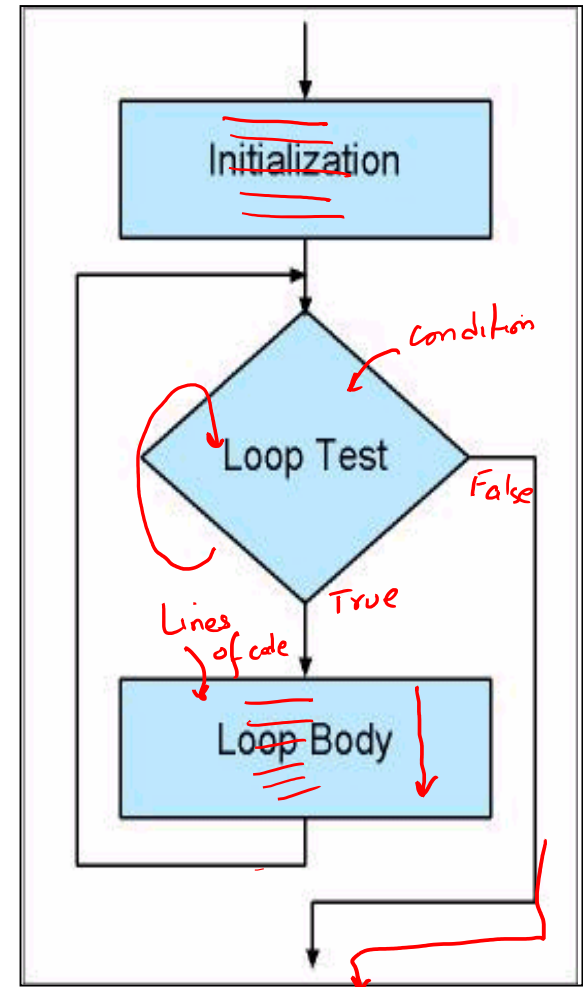 Initialization
condition
Loop Test
False
True
Lines
of code
Loop Body